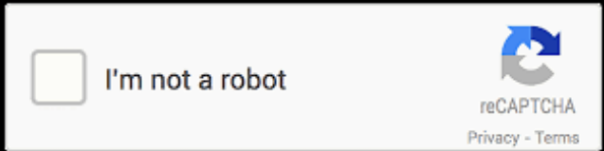 I'm not a robot
reCAPTCHA
Privacy - Terms